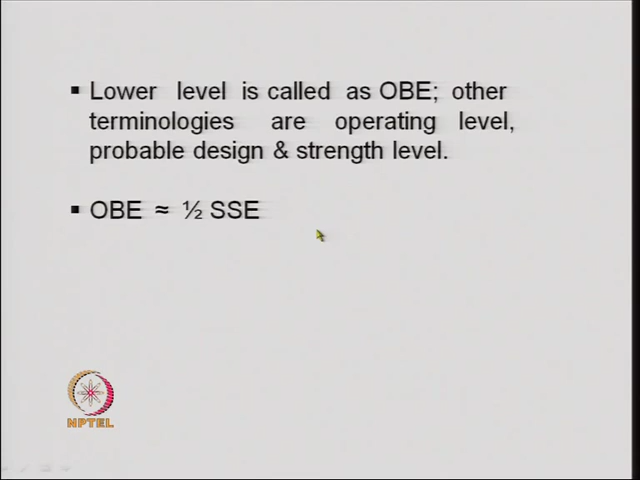 ▪ Lower level is called as OBE; other
terminologies are operating level,
probable design & strength level.
▪ OBE ≈ ½ SSE
NPTEL